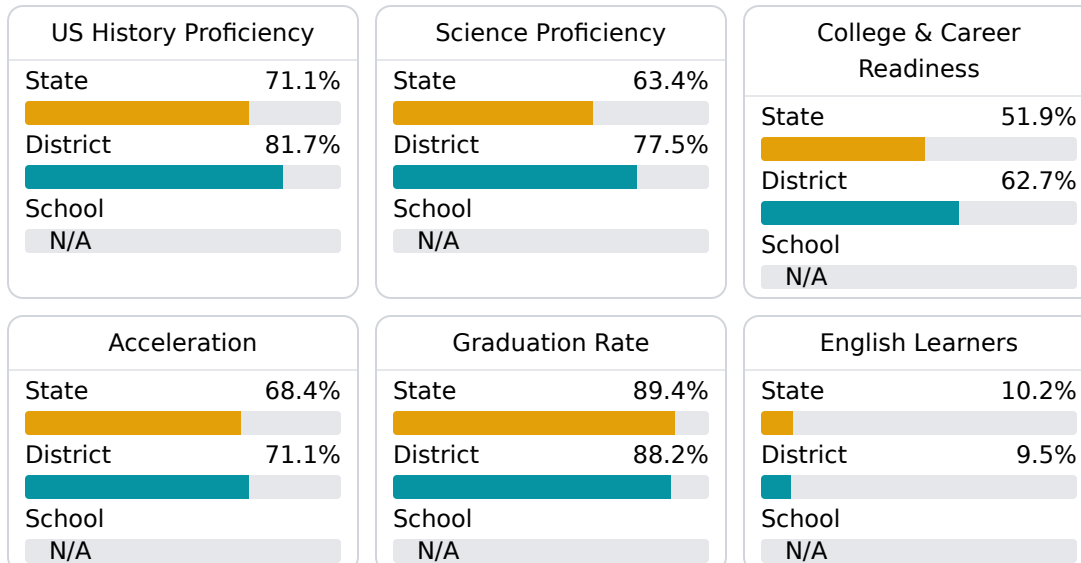 US History Proficiency
State 71.1%
District 81.7%
School
N/A
Science Proficiency
State 63.4%
District 77.5%
School
N/A
College & Career
Readiness
State 51.9%
District 62.7%
School
N/A
Acceleration
State 68.4%
District 71.1%
School
N/A
Graduation Rate
State 89.4%
District 88.2%
School
N/A
English Learners
State 10.2%
District 9.5%
School
N/A